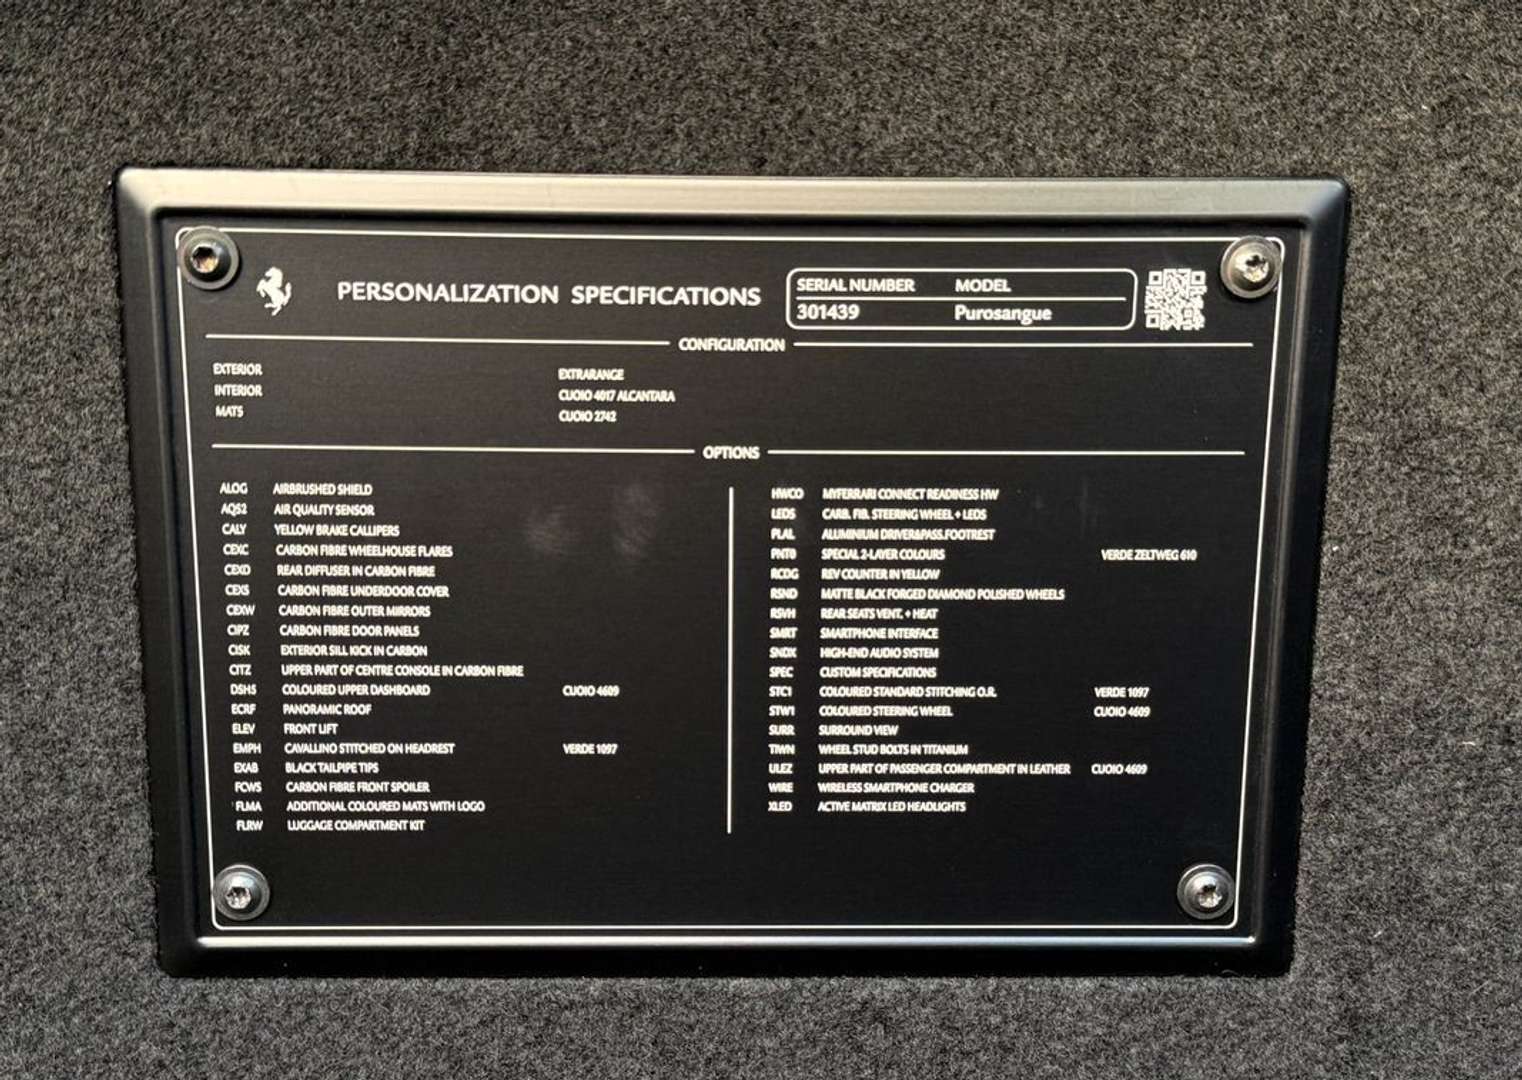 PERSONALIZATION SPECIFICATIONS
SERIAL NUMBER MODEL
301439 Purosangue
CONFIGURATION
EXTERIOR EXTRARANGE
INTERIOR CUOIO 4017 ALCANTARA
MATS CUOIO 2742
OPTIONS
ALOG AIRBRUSHED SHIELD
AQS2 AIR QUALITY SENSOR
CALY YELLOW BRAKE CALLIPERS
CEXC CARBON FIBRE WHEELHOUSE FLARES
CEXD REAR DIFFUSER IN CARBON FIBRE
CEXS CARBON FIBRE UNDERDOOR COVER
CEXW CARBON FIBRE OUTER MIRRORS
CIPZ CARBON FIBRE DOOR PANELS
CISK EXTERIOR SILL KICK IN CARBON
CITZ UPPER PART OF CENTRE CONSOLE IN CARBON FIBRE
DSH5 COLOURED UPPER DASHBOARD CUOIO 4609
ECRF PANORAMIC ROOF
ELEV FRONT LIFT
EMPH CAVALLINO STITCHED ON HEADREST VERDE 1097
EXAB BLACK TAILPIPE TIPS
FCWS CARBON FIBRE FRONT SPOILER
FLMA ADDITIONAL COLOURED MATS WITH LOGO
FLRW LUGGAGE COMPARTMENT KIT
HWCO MYFERRARI CONNECT READINESS HW
LEDS CARB. FIB. STEERING WHEEL + LEDS
PLAL ALUMINIUM DRIVER&PASS.FOOTREST
PNT0 SPECIAL 2-LAYER COLOURS VERDE ZELTWEG 610
RCDG REV COUNTER IN YELLOW
RSND MATTE BLACK FORGED DIAMOND POLISHED WHEELS
RSVH REAR SEATS VENT. + HEAT
SMRT SMARTPHONE INTERFACE
SNDX HIGH-END AUDIO SYSTEM
SPEC CUSTOM SPECIFICATIONS
STC1 COLOURED STANDARD STITCHING O.R. VERDE 1097
STW1 COLOURED STEERING WHEEL CUOIO 4609
SURR SURROUND VIEW
TIWN WHEEL STUD BOLTS IN TITANIUM
ULEZ UPPER PART OF PASSENGER COMPARTMENT IN LEATHER CUOIO 4609
WIRE WIRELESS SMARTPHONE CHARGER
XLED ACTIVE MATRIX LED HEADLIGHTS